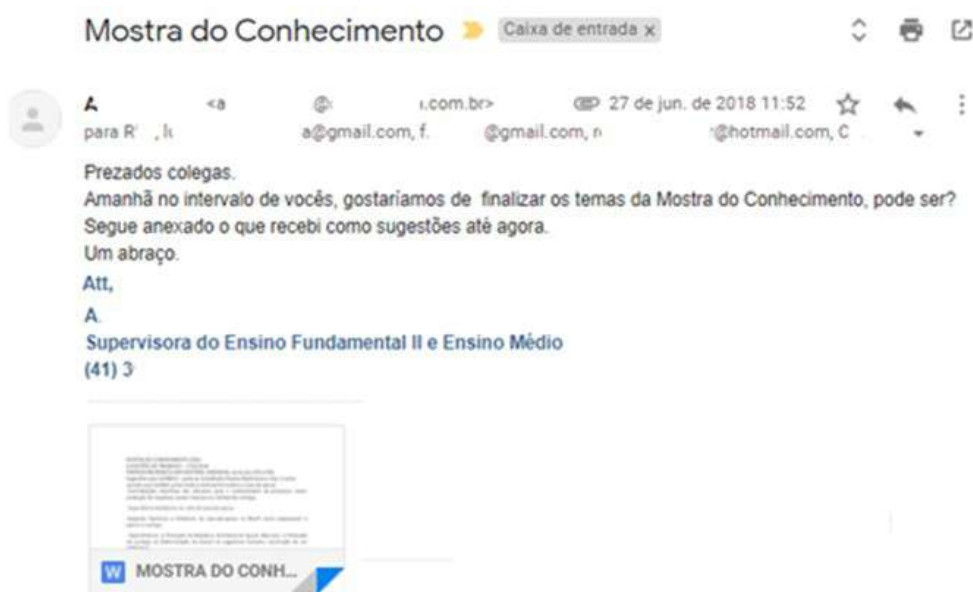 Mostra do Conhecimento Caixa de entrada x
A <a @ .com.br> 27 de jun. de 2018 11:52
para R , a@gmail.com, f. @gmail.com, @hotmail.com, C
Prezados colegas.
Amanhã no intervalo de vocês, gostaríamos de finalizar os temas da Mostra do Conhecimento, pode ser?
Segue anexado o que recebi como sugestões até agora.
Um abraço.
Att,
A.
Supervisora do Ensino Fundamental II e Ensino Médio
(41) 3
W MOSTRA DO CONH...